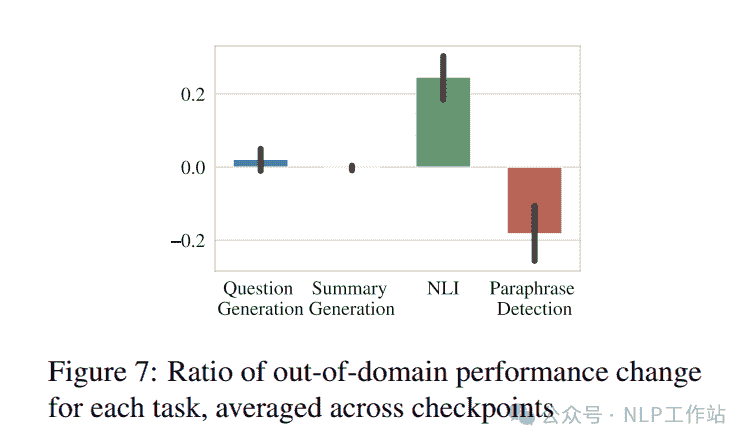 0.2
0.0
−0.2
Question Generation
Summary Generation
NLI
Paraphrase Detection
Figure 7: Ratio of out-of-domain performance change
for each task, averaged across checkpoints
公众号 · NLP工作站